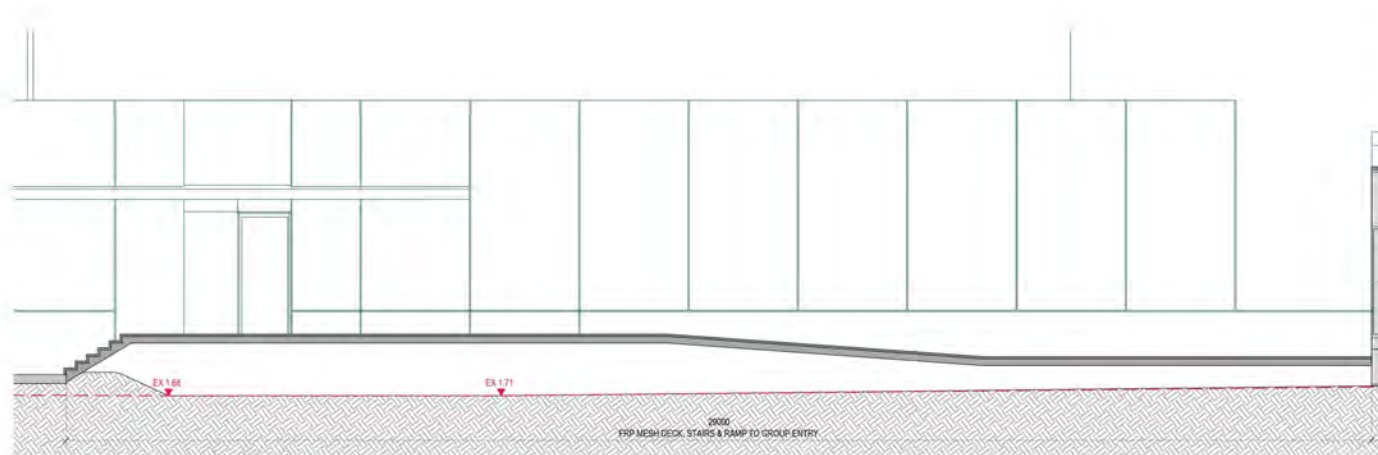 EX 1.68
EX 1.71
29000
FRP MESH DECK, STAIRS & RAMP TO GROUP ENTRY